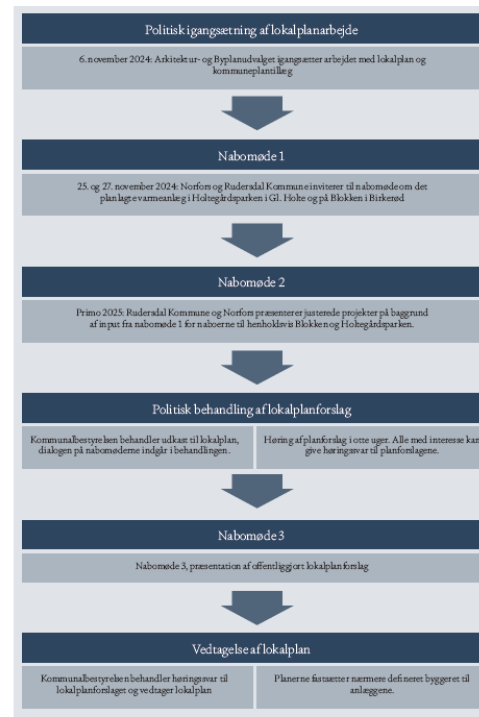 Politisk igangsætning af lokalplanarbejde
6. november 2024: Arkitektur- og Byplanudvalget igangsætter arbejdet med lokalplan og
kommuneplantillæg
Nabomøde 1
25. og 27. november 2024: Norfors og Rudersdal Kommune inviterer til nabomøde om det
planlagte varmeanlæg i Holtegårdsparken i Gl. Holte og på Blokken i Birkerød
Nabomøde 2
Primo 2025: Rudersdal Kommune og Norfors præsenterer justerede projekter på baggrund
af input fra nabomøde 1 for naboerne til henholdsvis Blokken og Holtegårdsparken.
Politisk behandling af lokalplanforslag
Kommunalbestyrelsen behandler udkast til lokalplan,
dialogen på nabomøderne indgår i behandlingen.
Høring af planforslag i otte uger. Alle med interesse kan
give høringssvar til planforslagene.
Nabomøde 3
Nabomøde 3, præsentation af offentliggjort lokalplanforslag
Vedtagelse af lokalplan
Kommunalbestyrelsen behandler høringssvar til
lokalplanforslaget og vedtager lokalplan
Planerne fastsætter nærmere defineret byggeret til
anlæggene.